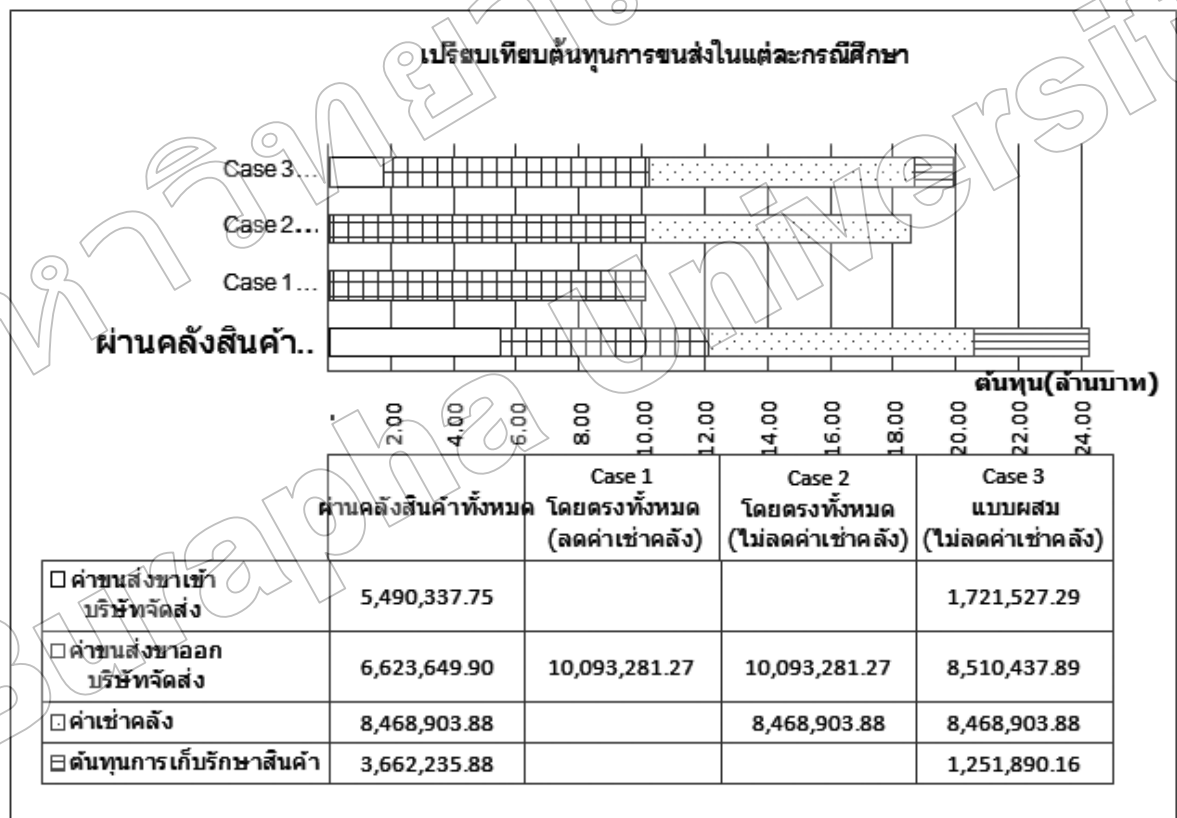 เปรียบเทียบต้นทุนการขนส่งในแต่ละกรณีศึกษา
Case 3...
Case 2...
Case 1...
ผ่านคลังสินค้า..
ต้นทุน(ล้านบาท)
2.00 4.00 6.00 8.00 10.00 12.00 14.00 16.00 18.00 20.00 22.00 24.00
ผ่านคลังสินค้าทั้งหมด
Case 1
โดยตรงทั้งหมด
(ลดค่าเช่าคลัง)
Case 2
โดยตรงทั้งหมด
(ไม่ลดค่าเช่าคลัง)
Case 3
แบบผสม
(ไม่ลดค่าเช่าคลัง)
ค่าขนส่งขาเข้า
บริษัทจัดส่ง
5,490,337.75 1,721,527.29
ค่าขนส่งขาออก
บริษัทจัดส่ง
6,623,649.90 10,093,281.27 10,093,281.27 8,510,437.89
ค่าเช่าคลัง 8,468,903.88 8,468,903.88 8,468,903.88
ต้นทุนการเก็บรักษาสินค้า 3,662,235.88 1,251,890.16
Burapha University